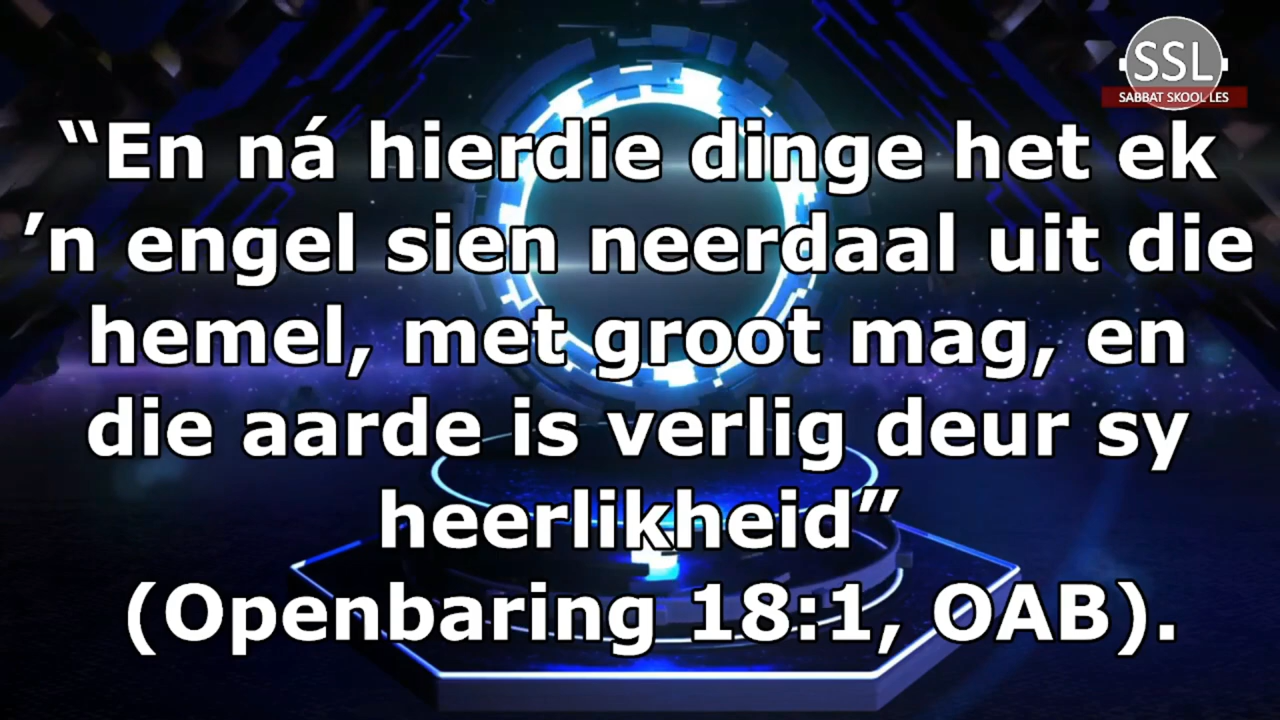 SSL
SABBAT SKOOL LES
“En ná hierdie dinge het ek
’n engel sien neerdaal uit die
hemel, met groot mag, en
die aarde is verlig deur sy
heerlikheid”
(Openbaring 18:1, OAB).